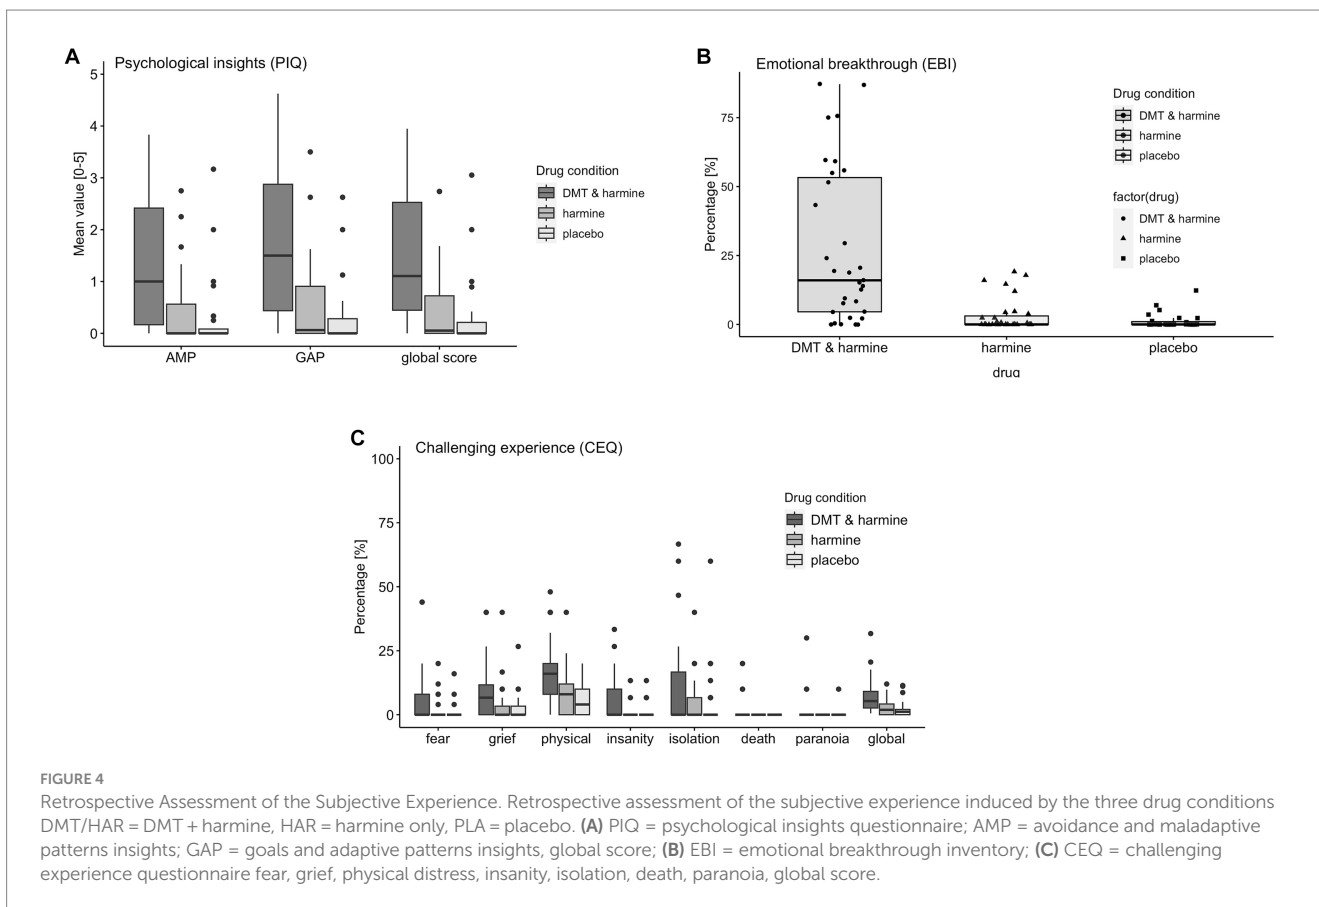 A
Psychological insights (PIQ)
5
4
3
2
1
0
Mean value [0-5]
AMP
GAP
global score
Drug condition
DMT & harmine
harmine
placebo
B
Emotional breakthrough (EBI)
75
50
25
0
Percentage [%]
DMT & harmine
harmine
placebo
drug
Drug condition
DMT & harmine
harmine
placebo
factor(drug)
DMT & harmine
harmine
placebo
C
Challenging experience (CEQ)
100
75
50
25
0
Percentage [%]
fear
grief
physical
insanity
isolation
death
paranoia
global
Drug condition
DMT & harmine
harmine
placebo
FIGURE 4
Retrospective Assessment of the Subjective Experience. Retrospective assessment of the subjective experience induced by the three drug conditions
DMT/HAR = DMT + harmine, HAR = harmine only, PLA = placebo. (A) PIQ = psychological insights questionnaire; AMP = avoidance and maladaptive
patterns insights; GAP = goals and adaptive patterns insights, global score; (B) EBI = emotional breakthrough inventory; (C) CEQ = challenging
experience questionnaire fear, grief, physical distress, insanity, isolation, death, paranoia, global score.